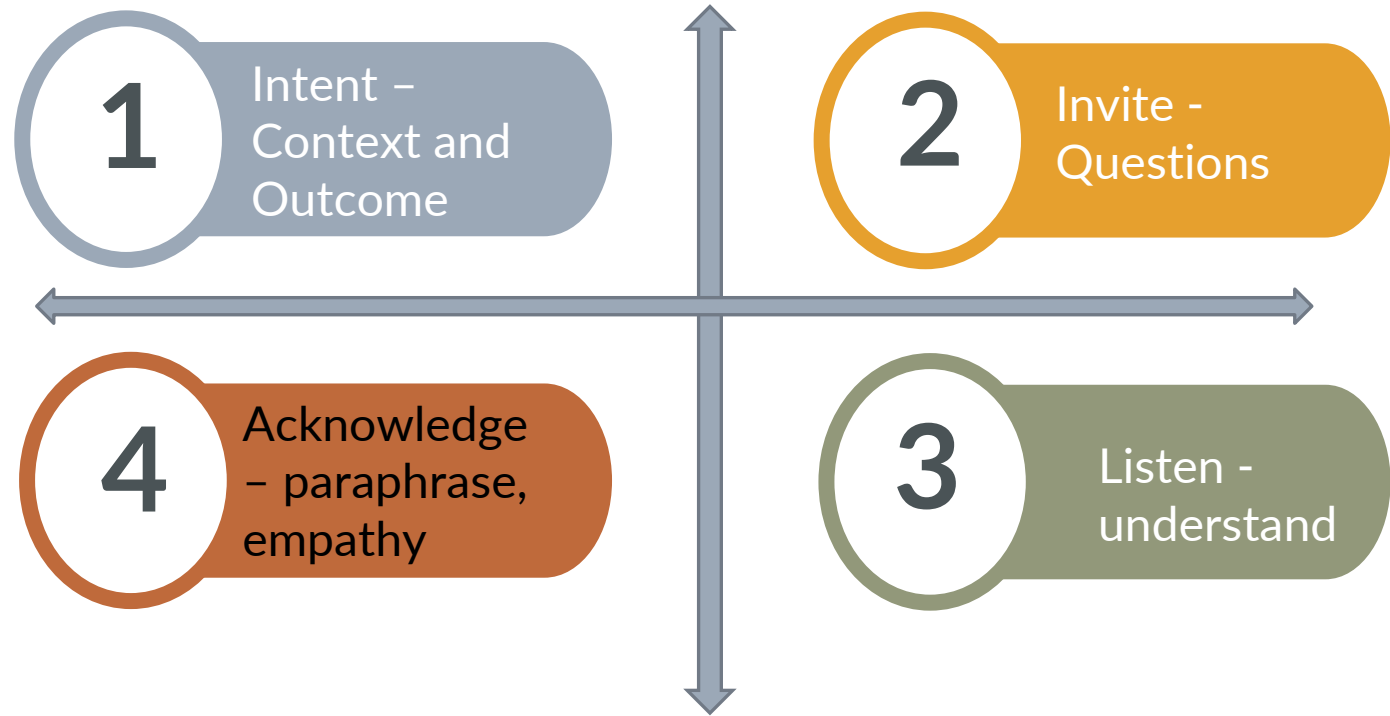 1
Intent –
Context and
Outcome
2
Invite -
Questions
4
Acknowledge
– paraphrase,
empathy
3
Listen -
understand